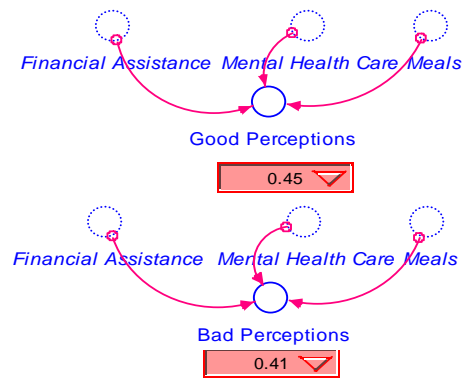 Financial Assistance Mental Health Care Meals
Good Perceptions
0.45
Financial Assistance Mental Health Care Meals
Bad Perceptions
0.41